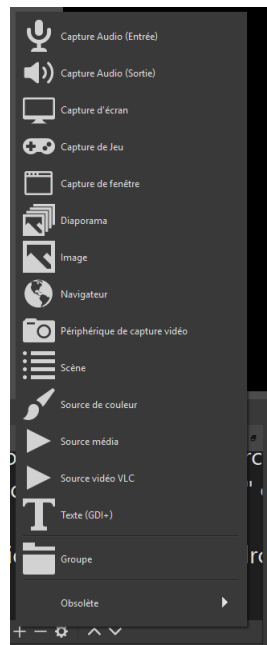 Capture Audio (Entrée)
Capture Audio (Sortie)
Capture d'écran
Capture de Jeu
Capture de fenêtre
Diaporama
Image
Navigateur
Périphérique de capture vidéo
Scène
Source de couleur
Source média
Source vidéo VLC
Texte (GDI+)
Groupe
Obsolète